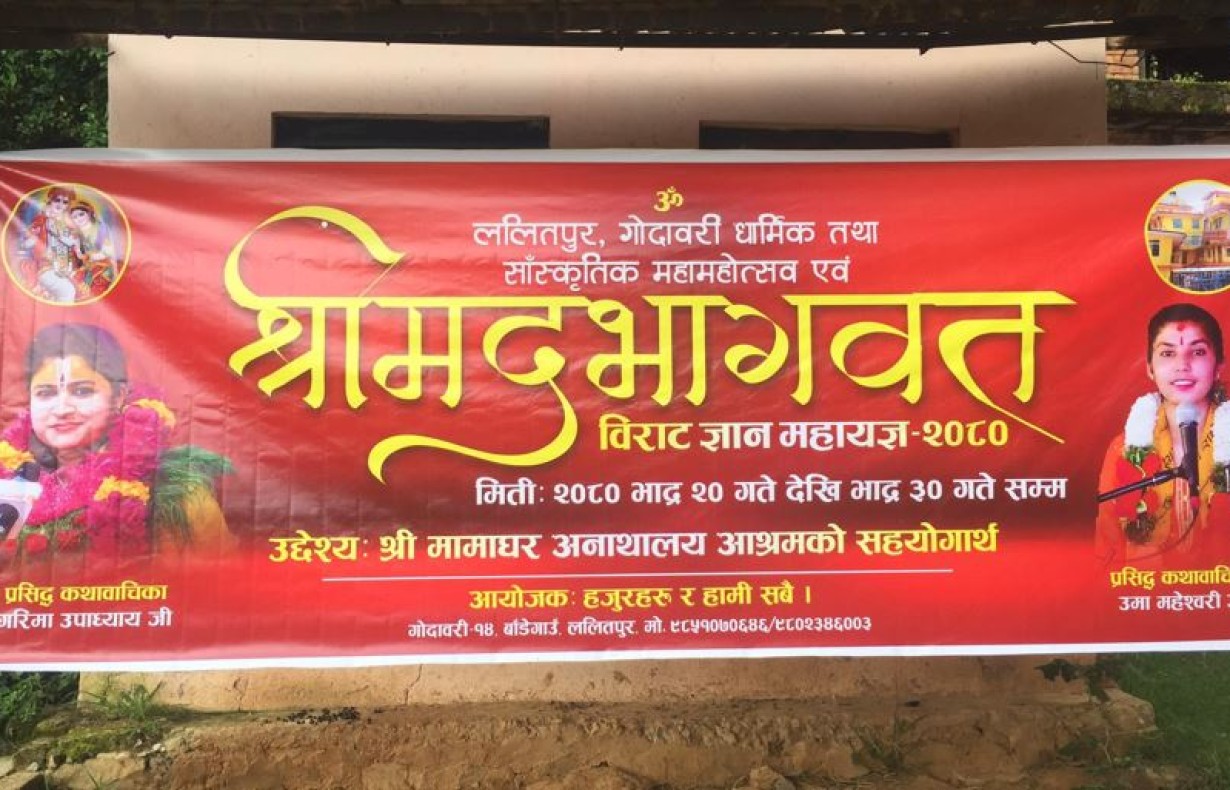 ॐ
ललितपुर, गोदावरी धार्मिक तथा
साँस्कृतिक महामहोत्सव एवं
श्रीमद्भागवत
विराट ज्ञान महायज्ञ-२०८०
मिती: २०८० भाद्र २० गते देखि भाद्र ३० गते सम्म
उद्देश्य: श्री मामाघर अनाथालय आश्रमको सहयोगार्थ
आयोजक: हजुरहरु र हामी सबै ।
गोदावरी-१४, बाँडेगाउँ, ललितपुर, मो. ९८५१०७०६४६/९८०२३४६००३
प्रसिद्ध कथावाचिका
गरिमा उपाध्याय जी
प्रसिद्ध
उमा महेश्वरी